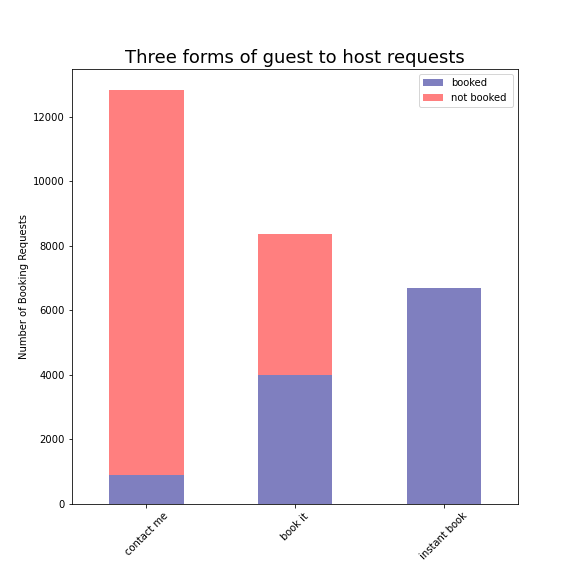 Three forms of guest to host requests
booked
not booked
Number of Booking Requests
12000
10000
8000
6000
4000
2000
0
contact me
book it
instant book